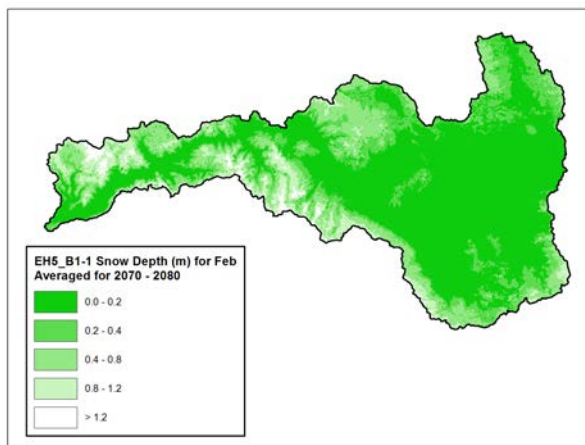 EH5_B1-1 Snow Depth (m) for Feb
Averaged for 2070 - 2080
0.0 - 0.2
0.2 - 0.4
0.4 - 0.8
0.8 - 1.2
> 1.2